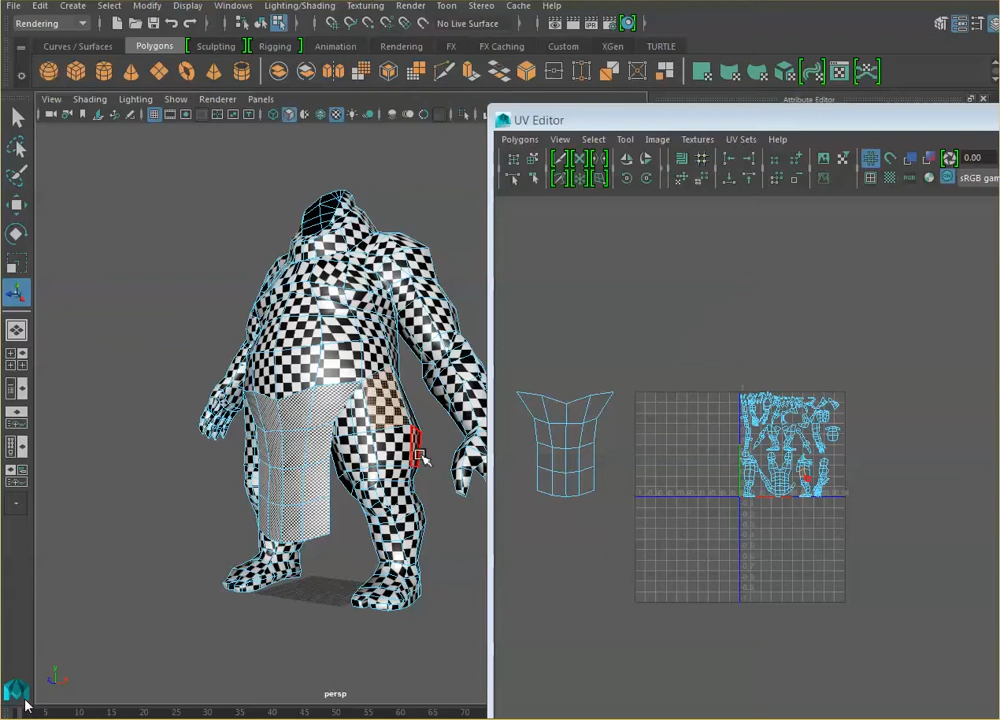 File Edit Create Select Modify Display Windows Lighting/Shading Texturing Render Toon Stereo Cache Help
Rendering No Live Surface
Curves / Surfaces Polygons Sculpting Rigging Animation Rendering FX FX Caching Custom XGen TURTLE
View Shading Lighting Show Renderer Panels
Attribute Editor
UV Editor
Polygons View Select Tool Image Textures UV Sets Help
0.00
sRGB gam
persp
5 10 15 20 25 30 35 40 45 50 55 60 65 70